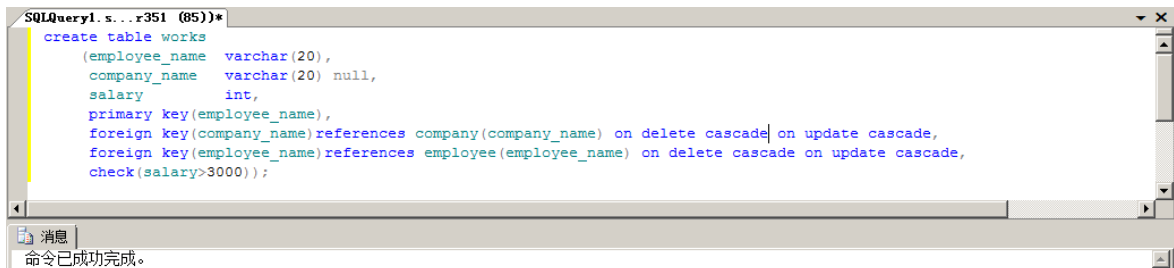 SQLQuery1.s...r351 (85))*
create table works
(employee_name varchar(20),
company_name varchar(20) null,
salary int,
primary key(employee_name),
foreign key(company_name)references company(company_name) on delete cascade on update cascade,
foreign key(employee_name)references employee(employee_name) on delete cascade on update cascade,
check(salary>3000));
消息
命令已成功完成。